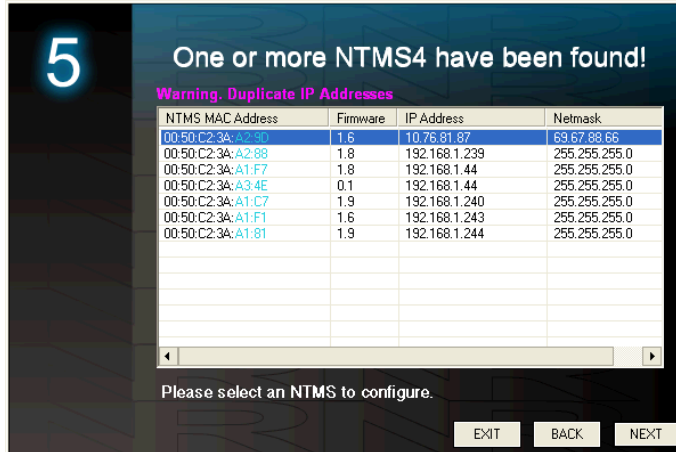 5
One or more NTMS4 have been found!
Warning. Duplicate IP Addresses
NTMS MAC Address Firmware IP Address Netmask
00:50:C2:3A:A2:9D 1.6 10.76.81.87 69.67.88.66
00:50:C2:3A:A2:88 1.8 192.168.1.239 255.255.255.0
00:50:C2:3A:A1:F7 1.8 192.168.1.44 255.255.255.0
00:50:C2:3A:A3:4E 0.1 192.168.1.44 255.255.255.0
00:50:C2:3A:A1:C7 1.9 192.168.1.240 255.255.255.0
00:50:C2:3A:A1:F1 1.6 192.168.1.243 255.255.255.0
00:50:C2:3A:A1:81 1.9 192.168.1.244 255.255.255.0
Please select an NTMS to configure.
EXIT BACK NEXT